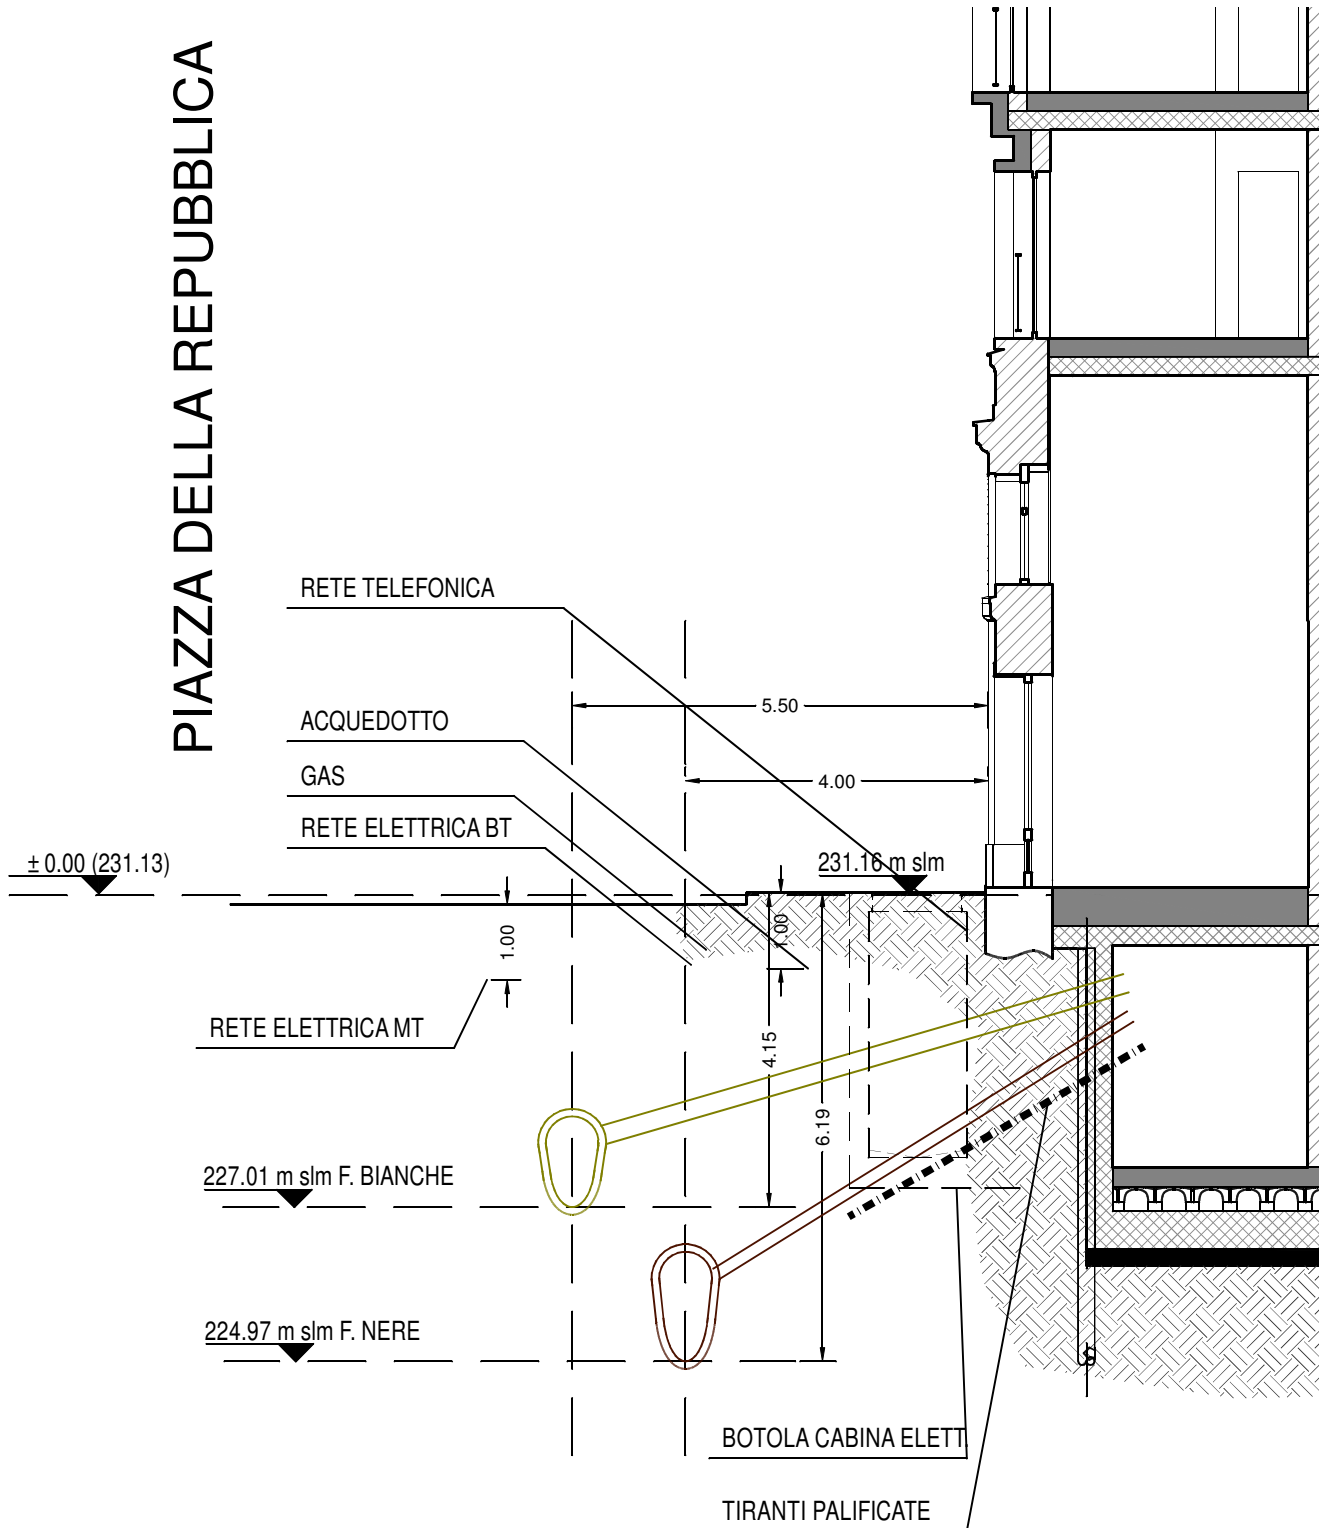 PIAZZA DELLA REPUBBLICA
RETE TELEFONICA
5.50
ACQUEDOTTO
GAS
4.00
RETE ELETTRICA BT
± 0.00 (231.13)
231.16 m slm
1.00
1.00
RETE ELETTRICA MT
4.15
6.19
227.01 m slm F. BIANCHE
224.97 m slm F. NERE
BOTOLA CABINA ELETT.
TIRANTI PALIFICATE